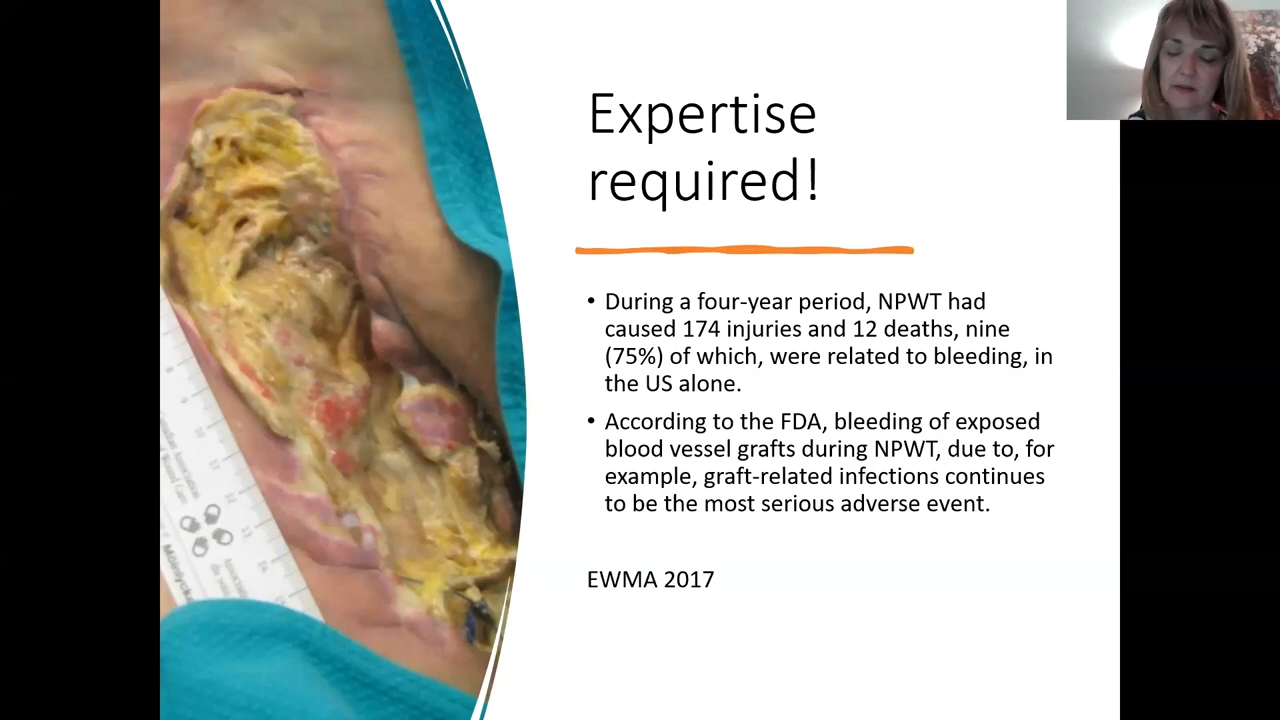 Expertise
required!
• During a four-year period, NPWT had
caused 174 injuries and 12 deaths, nine
(75%) of which, were related to bleeding, in
the US alone.
• According to the FDA, bleeding of exposed
blood vessel grafts during NPWT, due to, for
example, graft-related infections continues
to be the most serious adverse event.
EWMA 2017